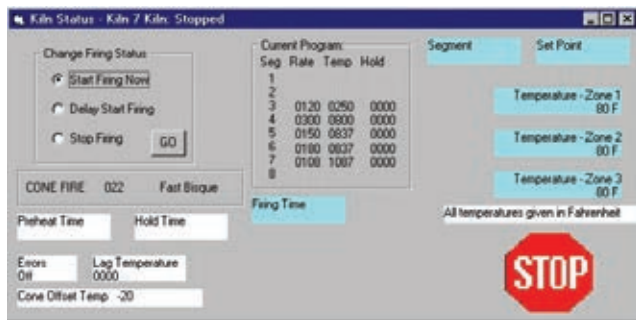 Kiln Status - Kiln 7 Kiln: Stopped
Change Firing Status
Start Firing Now
Delay Start Firing
Stop Firing
GO
CONE FIRE 022 Fast Bisque
Preheat Time
Hold Time
Errors
Off
Lag Temperature
0000
Cone Offset Temp -20
Current Program:
Seg Rate Temp Hold
1
2
3 0120 0250 0000
4 0300 0800 0000
5 0150 0837 0000
6 0180 0837 0000
7 0108 1087 0000
8
Firing Time
Segment
Set Point
Temperature - Zone 1
80 F
Temperature - Zone 2
80 F
Temperature - Zone 3
80 F
All temperatures given in Fahrenheit
STOP